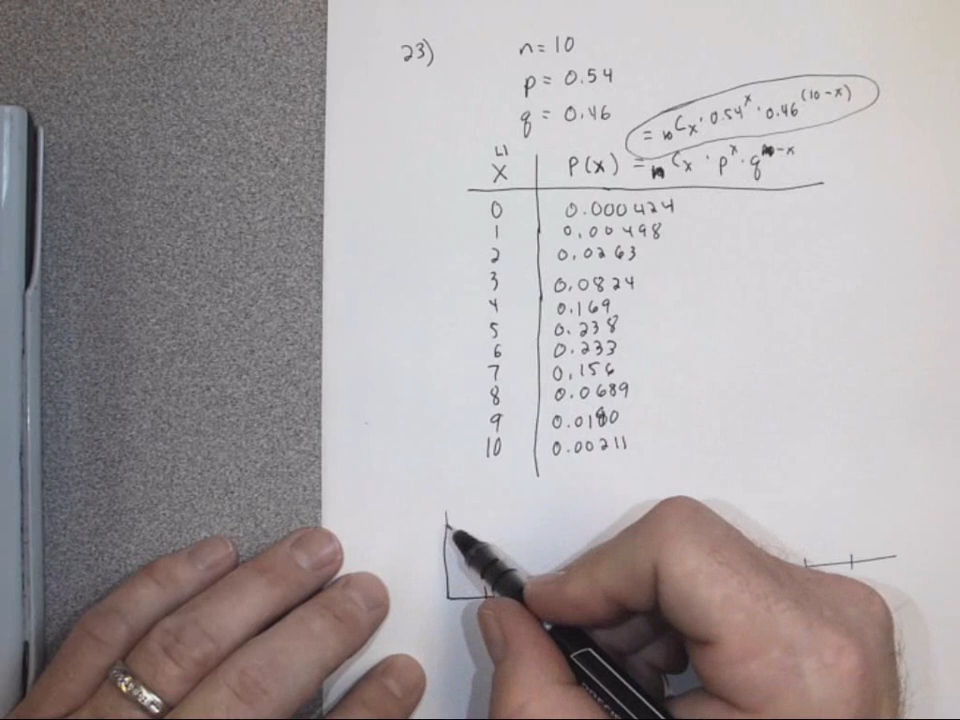 23) n = 10
p = 0.54
q = 0.46
= 10Cx · 0.54^x · 0.46^(10-x)
L1
X P(x) = nCx · p^x · q^n-x
0 0.000424
1 0.00498
2 0.0263
3 0.0824
4 0.169
5 0.238
6 0.233
7 0.156
8 0.0689
9 0.0180
10 0.00211